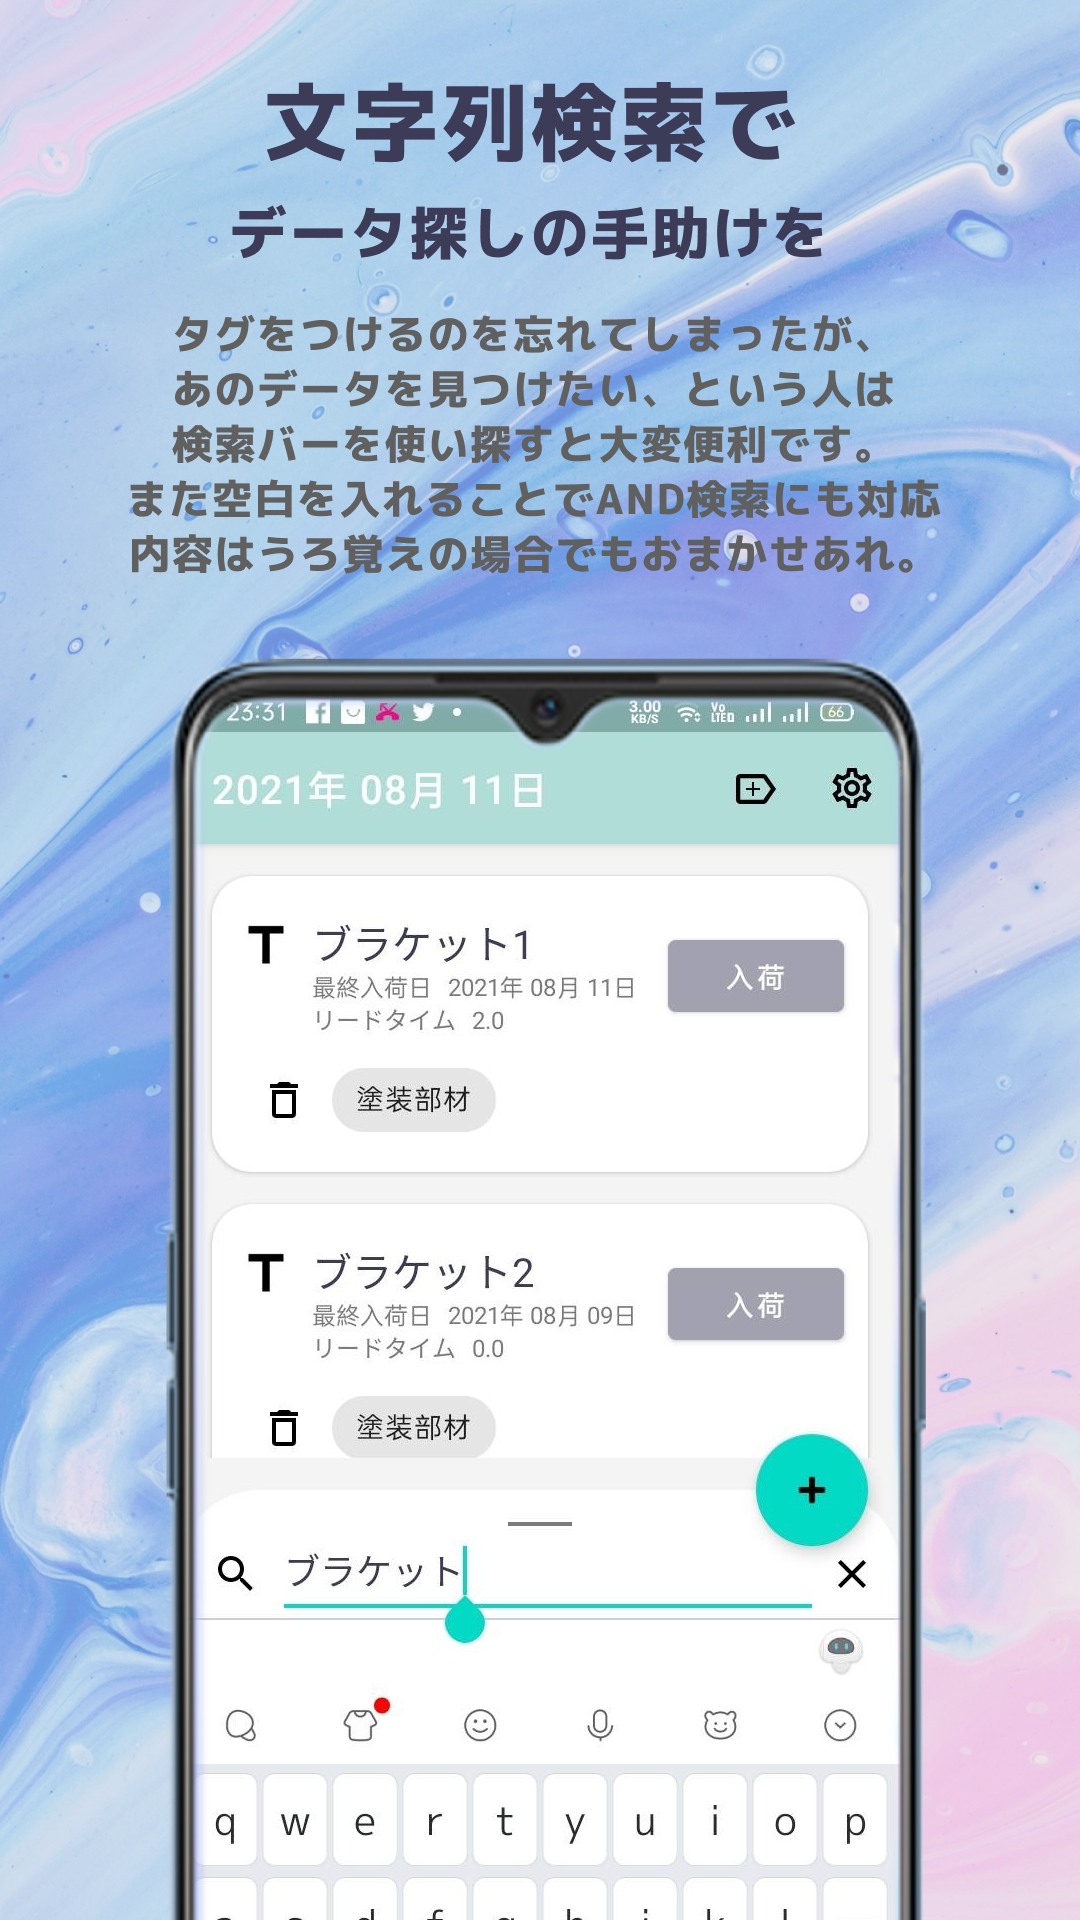 文字列検索で
データ探しの手助けを
タグをつけるのを忘れてしまったが、
あのデータを見つけたい、という人は
検索バーを使い探すと大変便利です。
また空白を入れることでAND検索にも対応
内容はうろ覚えの場合でもおまかせあれ。
23:31
3.00 KB/S
Vo LTED
66
2021年 08月 11日
ブラケット1
最終入荷日 2021年 08月 11日
リードタイム 2.0
入荷
塗装部材
ブラケット2
最終入荷日 2021年 08月 09日
リードタイム 0.0
入荷
塗装部材
ブラケット
q w e r t y u i o p